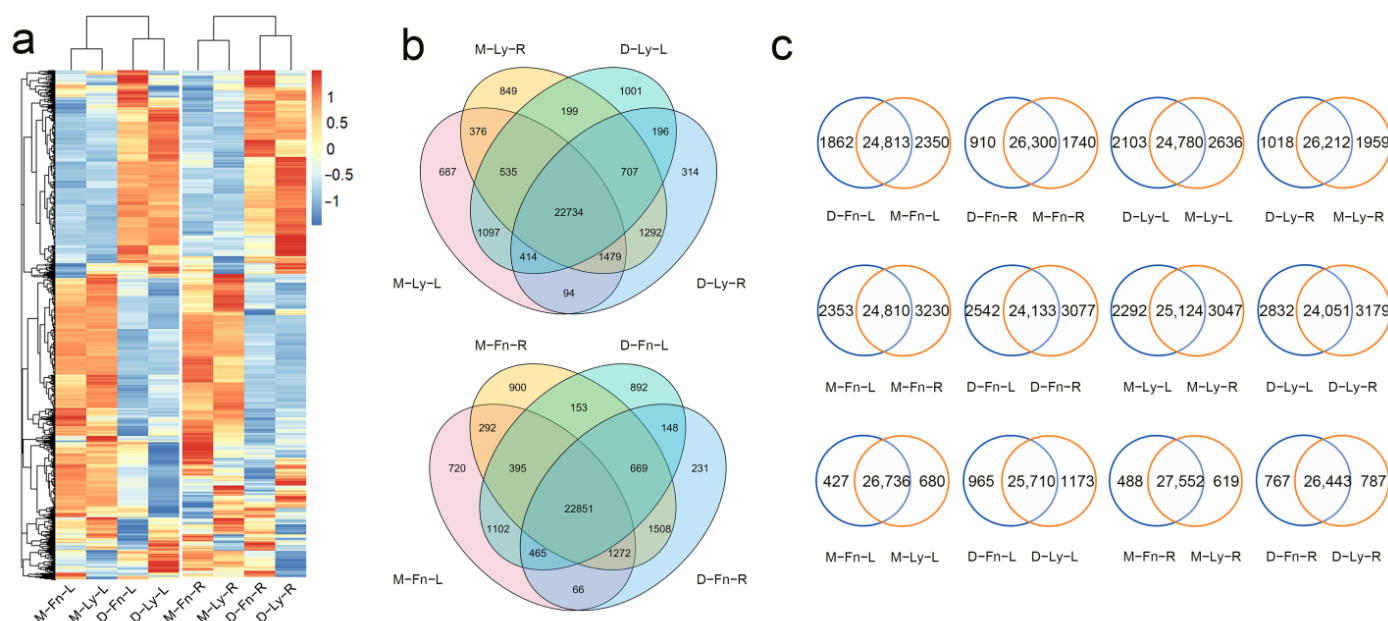 a
1
0.5
0
−0.5
−1
M−Fn−L
M−Ly−L
D−Fn−L
D−Ly−L
M−Fn−R
M−Ly−R
D−Fn−R
D−Ly−R
b
M−Ly−R D−Ly−L
849 1001
199
376 196
687 535 707 314
22734
1097 1292
414 1479
M−Ly−L 94 D−Ly−R
M−Fn−R D−Fn−L
900 892
153
292 148
720 395 669 231
22851
1102 1508
465 1272
M−Fn−L 66 D−Fn−R
c
1862 24,813 2350 910 26,300 1740 2103 24,780 2636 1018 26,212 1959
D−Fn−L M−Fn−L D−Fn−R M−Fn−R D−Ly−L M−Ly−L D−Ly−R M−Ly−R
2353 24,810 3230 2542 24,133 3077 2292 25,124 3047 2832 24,051 3179
M−Fn−L M−Fn−R D−Fn−L D−Fn−R M−Ly−L M−Ly−R D−Ly−L D−Ly−R
427 26,736 680 965 25,710 1173 488 27,552 619 767 26,443 787
M−Fn−L M−Ly−L D−Fn−L D−Ly−L M−Fn−R M−Ly−R D−Fn−R D−Ly−R